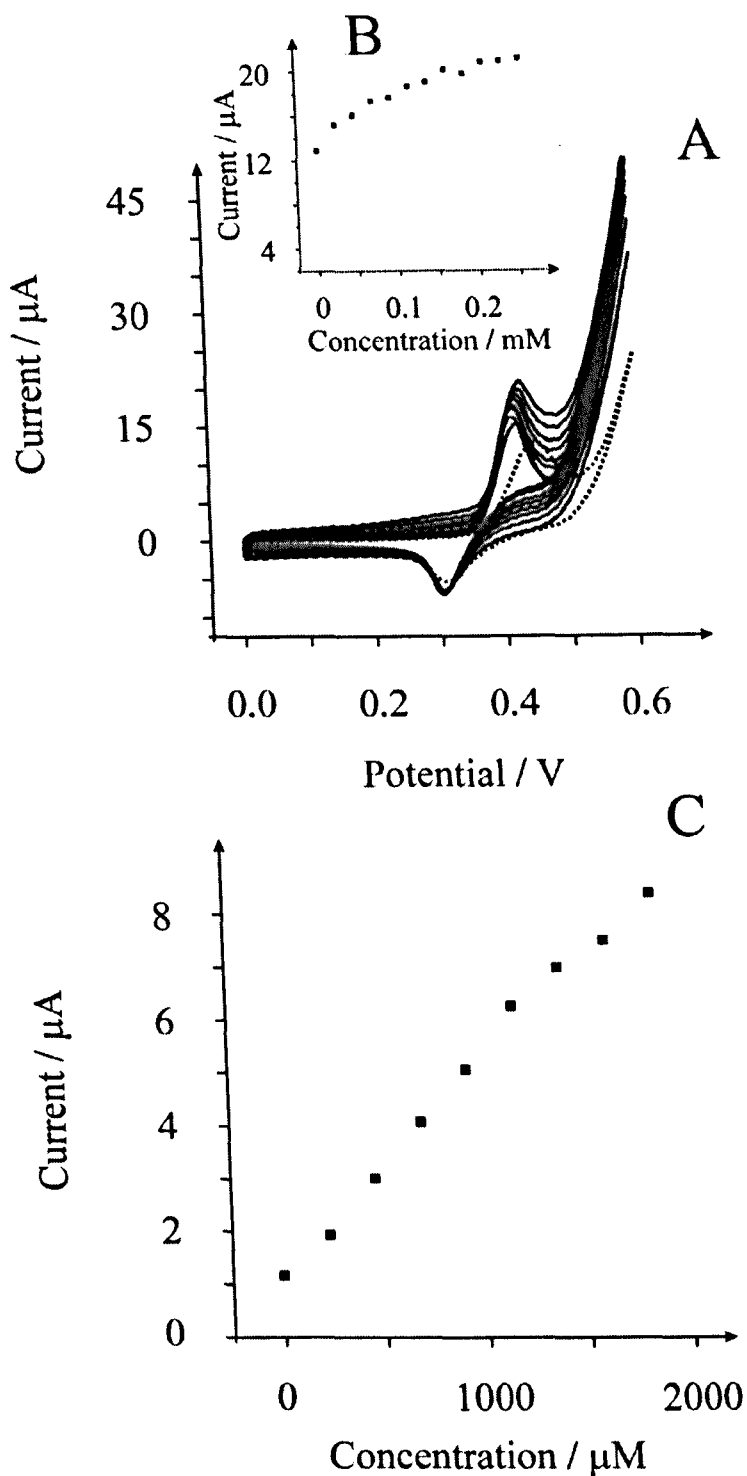 B
20
12
4
Current / µA
0 0.1 0.2
Concentration / mM
A
45
30
15
0
Current / µA
0.0 0.2 0.4 0.6
Potential / V
C
8
6
4
2
0
Current / µA
0 1000 2000
Concentration / µM